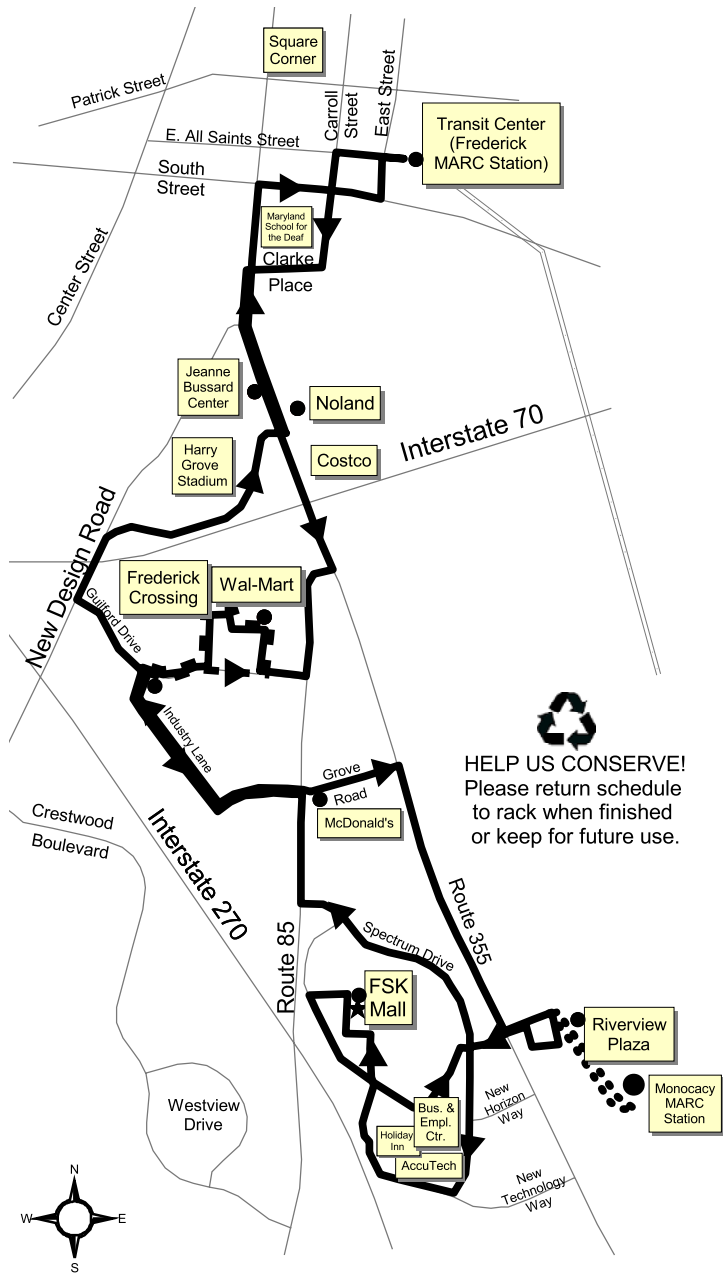 Square
Corner
Patrick Street
Carroll
Street
East Street
E. All Saints Street
Transit Center
(Frederick
MARC Station)
South
Street
Maryland
School for
the Deaf
Clarke
Place
Center Street
Jeanne
Bussard
Center
Noland
Harry
Grove
Stadium
Costco
Interstate 70
New Design Road
Frederick
Crossing
Wal-Mart
Guilford Drive
Industry Lane
HELP US CONSERVE!
Please return schedule
to rack when finished
or keep for future use.
Grove
Road
McDonald's
Crestwood
Boulevard
Interstate 270
Route 85
Route 355
Spectrum Drive
FSK
Mall
Riverview
Plaza
Monocacy
MARC
Station
Westview
Drive
New
Horizon
Way
Bus. &
Empl.
Ctr.
Holiday
Inn
AccuTech
New
Technology
Way
N
W
E
S